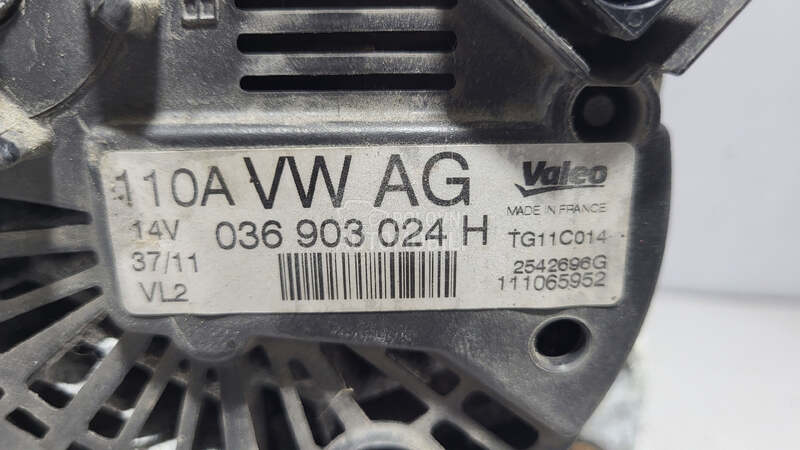 110A VW AG
Valeo
MADE IN FRANCE
14V 036 903 024 H TG11C014
37/11
2542696G
VL2
111065952